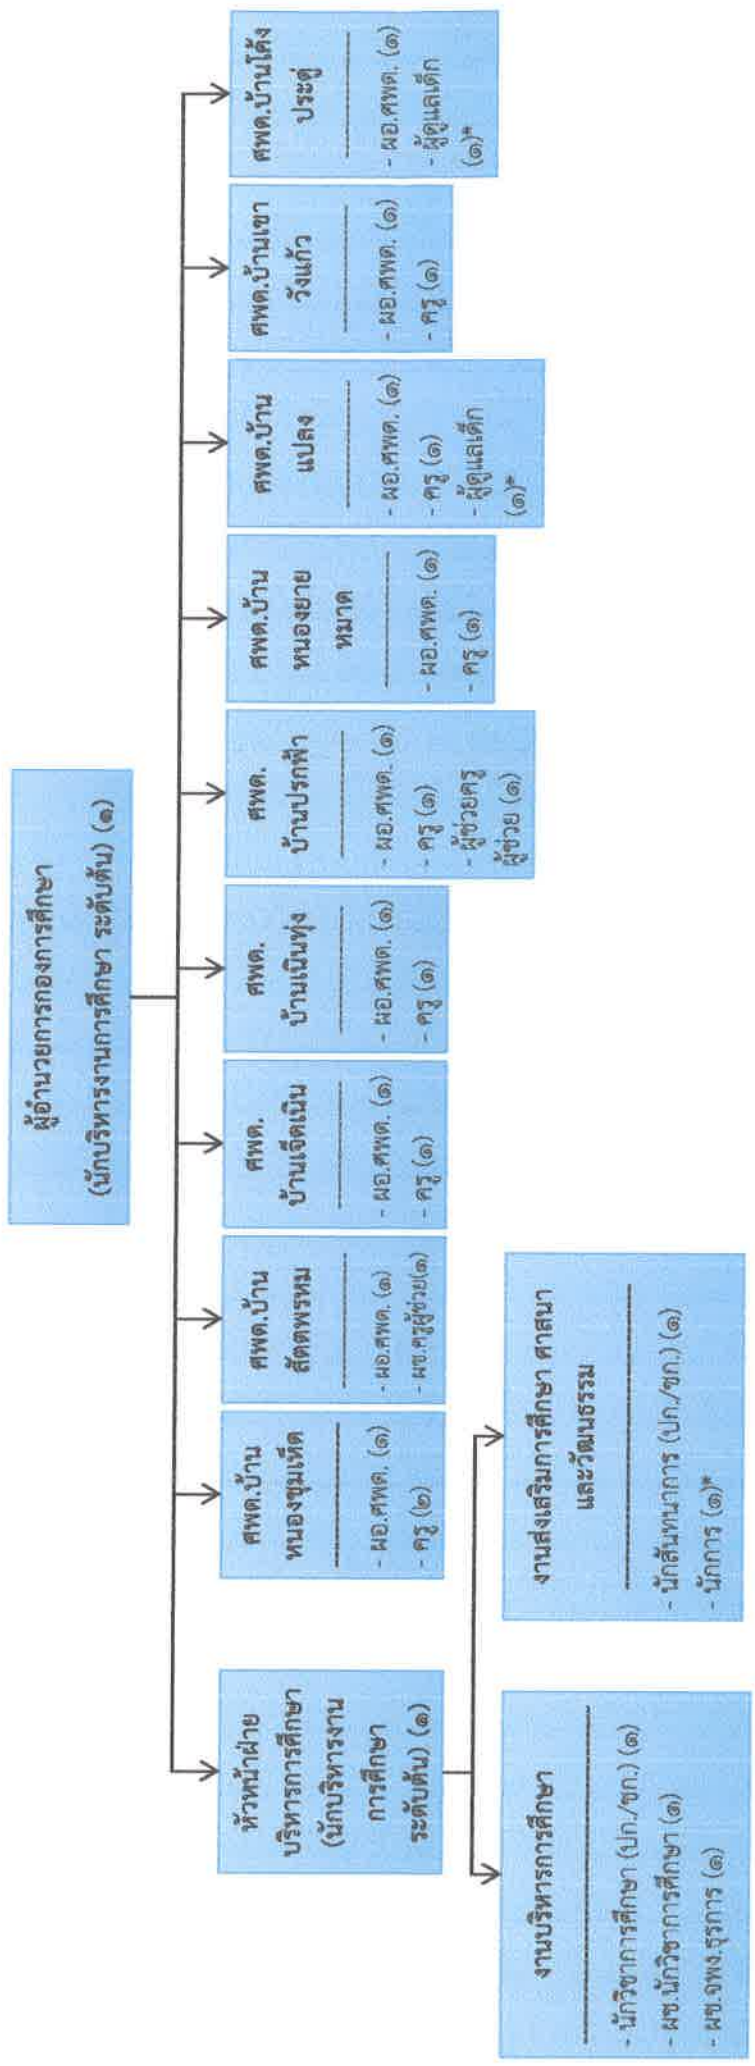 ผู้อำนวยการกองการศึกษา
(นักบริหารงานการศึกษา ระดับต้น) (๑)
หัวหน้าฝ่าย
บริหารการศึกษา
(นักบริหารงาน
การศึกษา
ระดับต้น) (๑)
ศพด.บ้าน
หนองชุมเห็ด
- ผอ.ศพด. (๑)
- ครู (๒)
ศพด.บ้าน
สัตตพรหม
- ผอ.ศพด. (๑)
- ผช.ครูผู้ช่วย(๑)
ศพด.
บ้านเจ็ดเนิน
- ผอ.ศพด. (๑)
- ครู (๑)
ศพด.
บ้านเนินทุ่ง
- ผอ.ศพด. (๑)
- ครู (๑)
ศพด.
บ้านปรกฟ้า
- ผอ.ศพด. (๑)
- ครู (๑)
- ผู้ช่วยครู
ผู้ช่วย (๑)
ศพด.บ้าน
หนองยาย
หมาด
- ผอ.ศพด. (๑)
- ครู (๑)
ศพด.บ้าน
แปลง
- ผอ.ศพด. (๑)
- ครู (๑)
- ผู้ดูแลเด็ก
(๑)*
ศพด.บ้านเขา
วังแก้ว
- ผอ.ศพด. (๑)
- ครู (๑)
ศพด.บ้านโค้ง
ประดู่
- ผอ.ศพด. (๑)
- ผู้ดูแลเด็ก
(๑)*
งานบริหารการศึกษา
- นักวิชาการศึกษา (ปก./ชก.) (๑)
- ผช.นักวิชาการศึกษา (๑)
- ผช.จพง.ธุรการ (๑)
งานส่งเสริมการศึกษา ศาสนา
และวัฒนธรรม
- นักสันทนาการ (ปก./ชก.) (๑)
- นักการ (๑)*